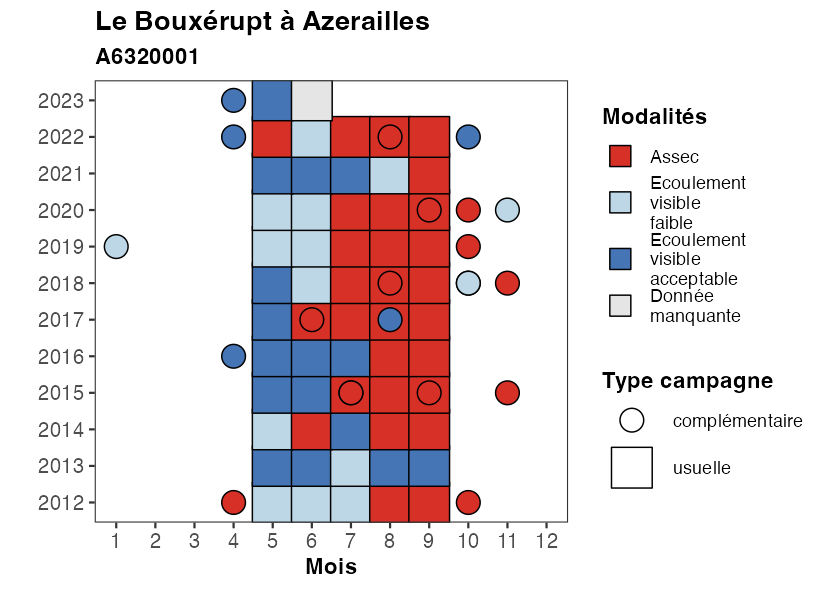 Le Bouxérupt à Azerailles
A6320001
2023
2022
2021
2020
2019
2018
2017
2016
2015
2014
2013
2012
1 2 3 4 5 6 7 8 9 10 11 12
Mois
Modalités
Assec
Ecoulement
visible
faible
Ecoulement
visible
acceptable
Donnée
manquante
Type campagne
complémentaire
usuelle